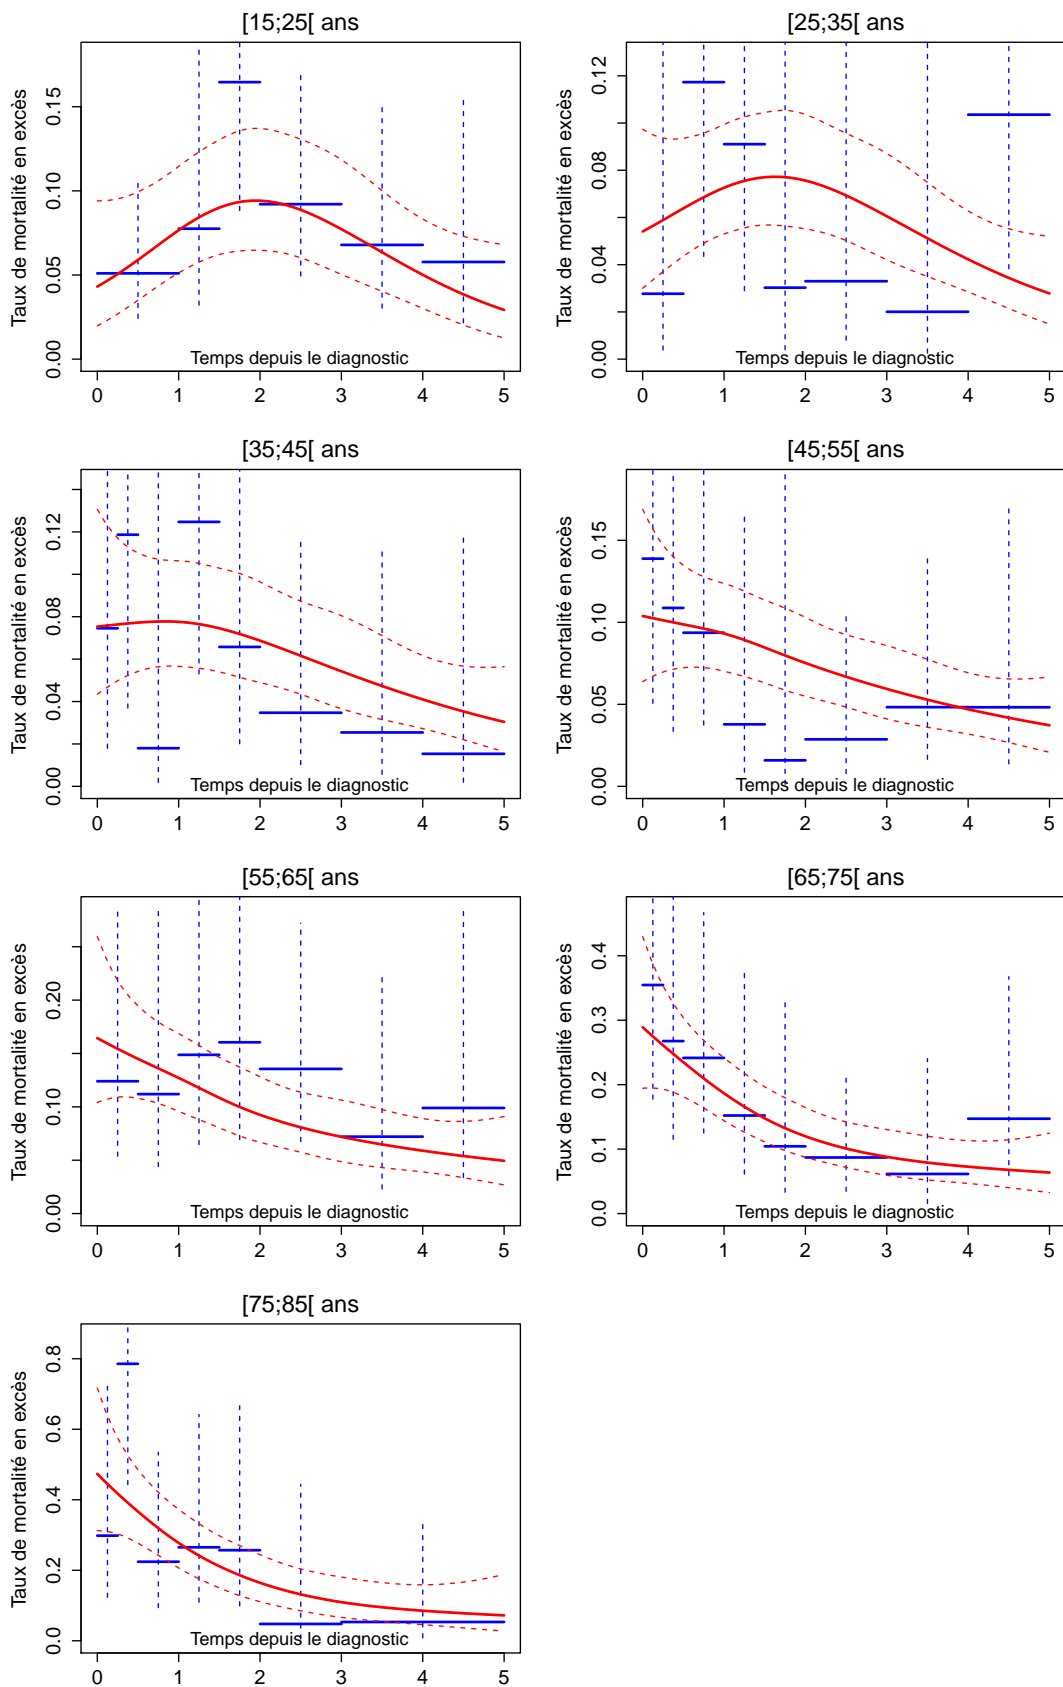 [15;25[ ans
Taux de mortalité en excès
0.00 0.05 0.10 0.15
Temps depuis le diagnostic
0 1 2 3 4 5
[25;35[ ans
Taux de mortalité en excès
0.00 0.04 0.08 0.12
Temps depuis le diagnostic
0 1 2 3 4 5
[35;45[ ans
Taux de mortalité en excès
0.00 0.04 0.08 0.12
Temps depuis le diagnostic
0 1 2 3 4 5
[45;55[ ans
Taux de mortalité en excès
0.00 0.05 0.10 0.15
Temps depuis le diagnostic
0 1 2 3 4 5
[55;65[ ans
Taux de mortalité en excès
0.00 0.10 0.20
Temps depuis le diagnostic
0 1 2 3 4 5
[65;75[ ans
Taux de mortalité en excès
0.0 0.1 0.2 0.3 0.4
Temps depuis le diagnostic
0 1 2 3 4 5
[75;85[ ans
Taux de mortalité en excès
0.0 0.2 0.4 0.6 0.8
Temps depuis le diagnostic
0 1 2 3 4 5